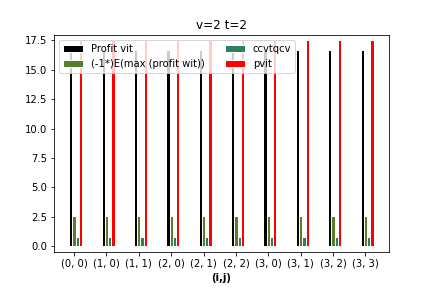 v=2 t=2
Profit vit
(-1*)E(max (profit wit))
ccvtqcv
pvit
17.5
15.0
12.5
10.0
7.5
5.0
2.5
0.0
(0, 0) (1, 0) (1, 1) (2, 0) (2, 1) (2, 2) (3, 0) (3, 1) (3, 2) (3, 3)
(i,j)